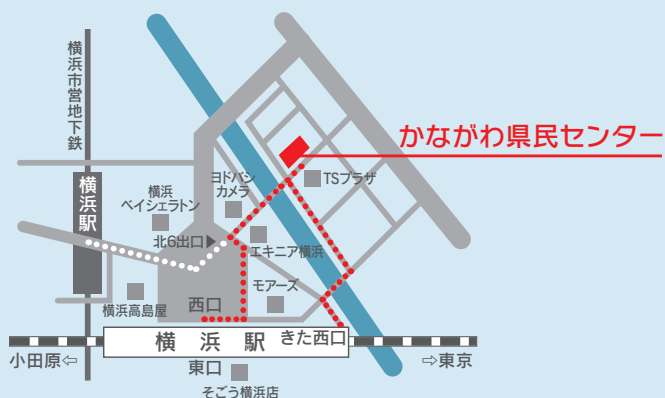 横浜市営地下鉄
横浜駅
かながわ県民センター
ヨドバシ
カメラ
TSプラザ
横浜
ベイシェラトン
北6出口
エキニア横浜
モアーズ
横浜高島屋
西口
横浜駅
きた西口
小田原⇦
東口
⇨東京
そごう横浜店